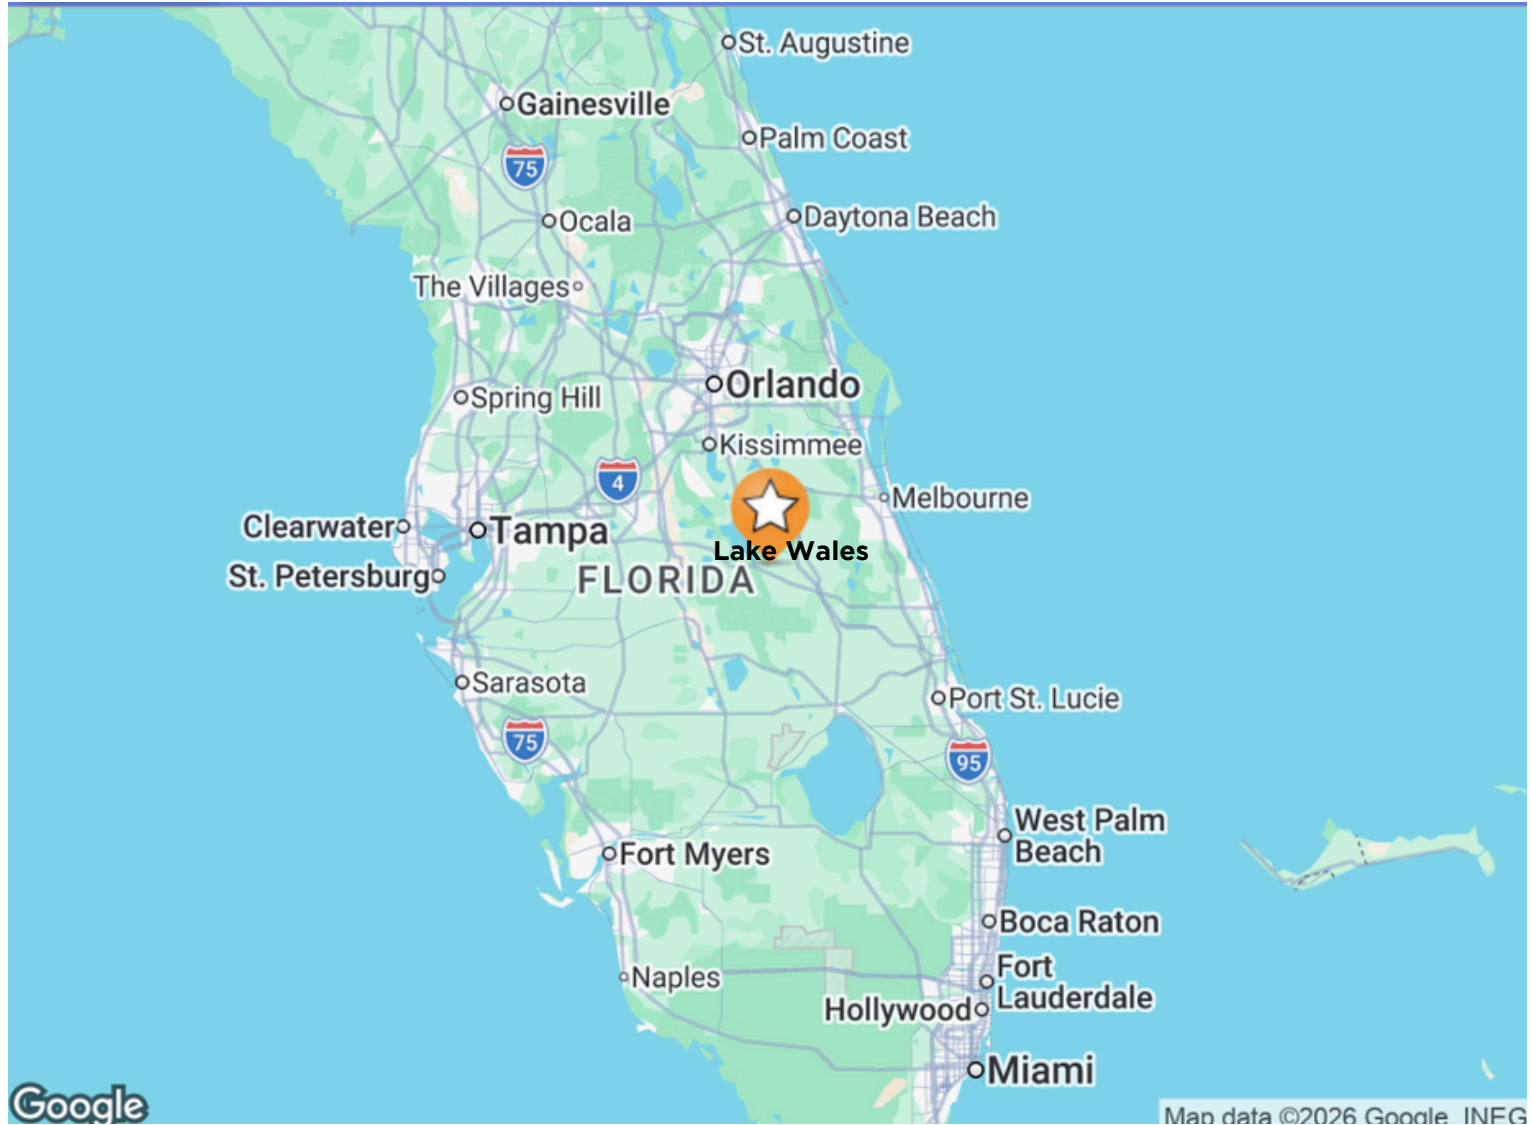 St. Augustine
Gainesville
Palm Coast
75
Ocala
Daytona Beach
The Villages
Orlando
Spring Hill
Kissimmee
4
Melbourne
Clearwater
Tampa
Lake Wales
St. Petersburg
FLORIDA
Sarasota
Port St. Lucie
75
95
West Palm
Beach
Fort Myers
Boca Raton
Fort
Lauderdale
Naples
Hollywood
Miami
Google
Map data ©2026 Google, INEG